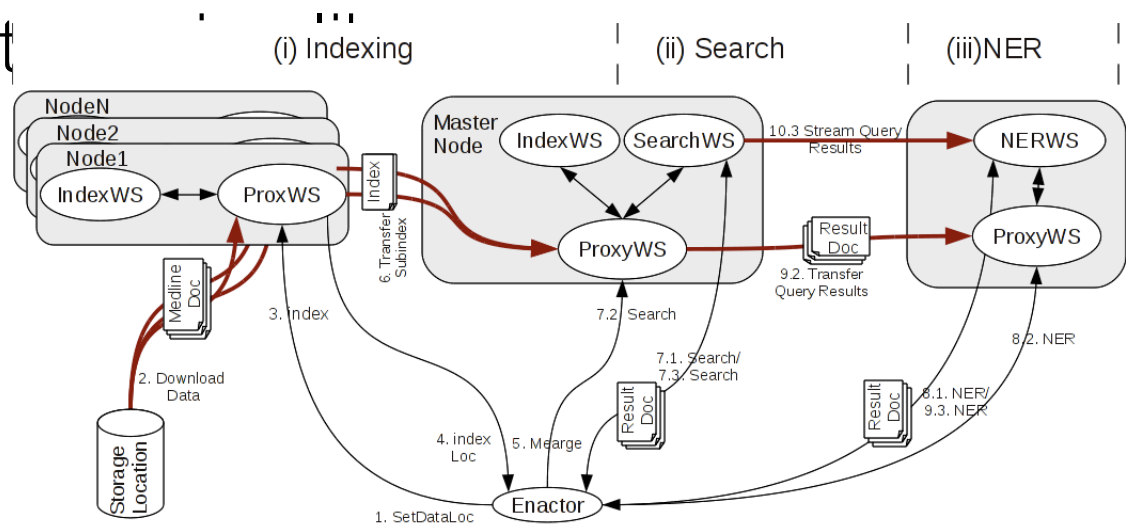 (i) Indexing
(ii) Search
(iii)NER
NodeN
Node2
Node1
IndexWS
ProxWS
Index
6. Transfer
Subindex
Master
Node
IndexWS
SearchWS
ProxyWS
10.3 Stream Query
Results
NERWS
ProxyWS
Result
Doc
9.2. Transfer
Query Results
Medline
Doc
2. Download
Data
Storage
Location
3. index
4. index
Loc
5. Mearge
1. SetDataLoc
Enactor
7.2. Search
7.1. Search/
7.3. Search
Result
Doc
8.2. NER
8.1. NER/
9.3. NER
Result
Doc